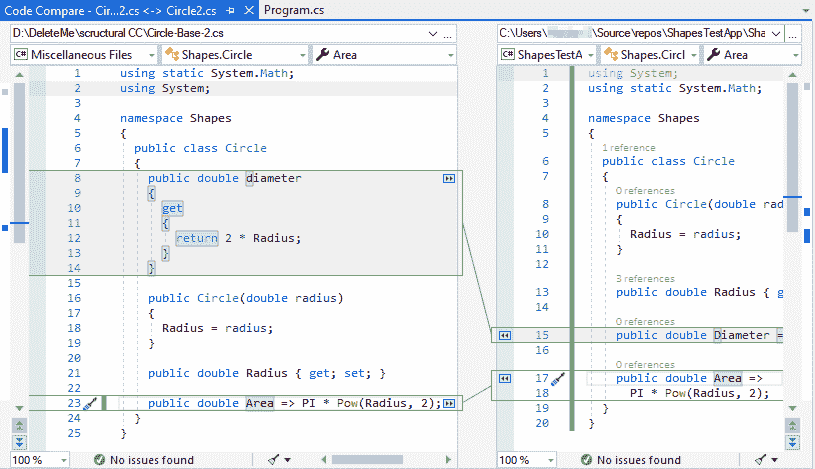 Code Compare - Cir...2.cs <-> Circle2.cs
Program.cs
D:\DeleteMe\scructural CC\Circle-Base-2.cs ...
C# Miscellaneous Files Shapes.Circle Area
1 using static System.Math;
2 using System;
3
4 namespace Shapes
5 {
6 public class Circle
7 {
8 public double diameter
9 {
10 get
11 {
12 return 2 * Radius;
13 }
14 }
15
16 public Circle(double radius)
17 {
18 Radius = radius;
19 }
20
21 public double Radius { get; set; }
22
23 public double Area => PI * Pow(Radius, 2);
24 }
25 }
100 % No issues found
C:\Users\ \Source\repos\ShapesTestApp\Sha ...
C# ShapesTestA Shapes.Circl Area
1 using System;
2 using static System.Math;
3
4 namespace Shapes
5 {
1 reference
6 public class Circle
7 {
0 references
8 public Circle(double rad
9 {
10 Radius = radius;
11 }
12
3 references
13 public double Radius { g
14
0 references
15 public double Diameter =
16
0 references
17 public double Area =>
18 PI * Pow(Radius, 2);
19 }
20 }
100 % No issues found